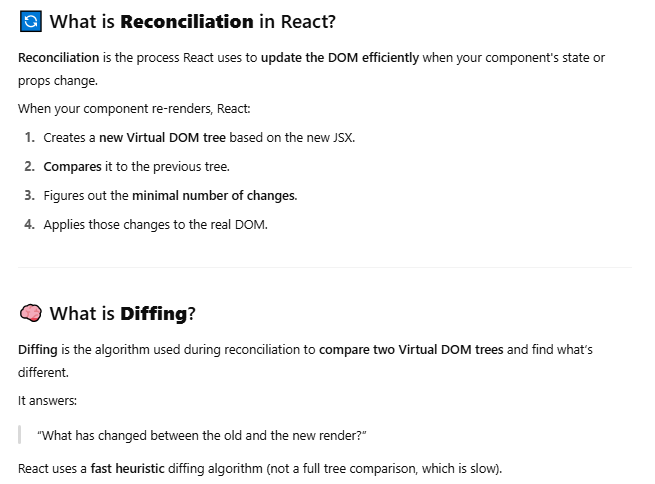 What is Reconciliation in React?
Reconciliation is the process React uses to update the DOM efficiently when your component's state or
props change.
When your component re-renders, React:
1. Creates a new Virtual DOM tree based on the new JSX.
2. Compares it to the previous tree.
3. Figures out the minimal number of changes.
4. Applies those changes to the real DOM.
What is Diffing?
Diffing is the algorithm used during reconciliation to compare two Virtual DOM trees and find what's
different.
It answers:
"What has changed between the old and the new render?"
React uses a fast heuristic diffing algorithm (not a full tree comparison, which is slow).